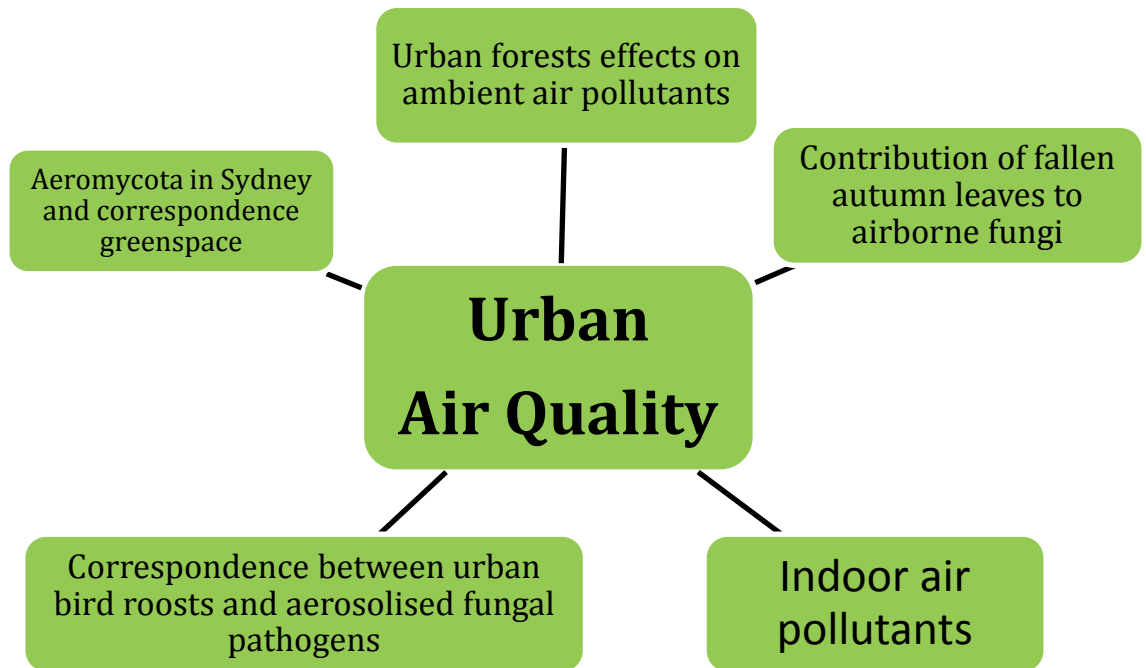 Urban forests effects on
ambient air pollutants
Aeromycota in Sydney
and correspondence
greenspace
Contribution of fallen
autumn leaves to
airborne fungi
Urban
Air Quality
Correspondence between urban
bird roosts and aerosolised fungal
pathogens
Indoor air
pollutants